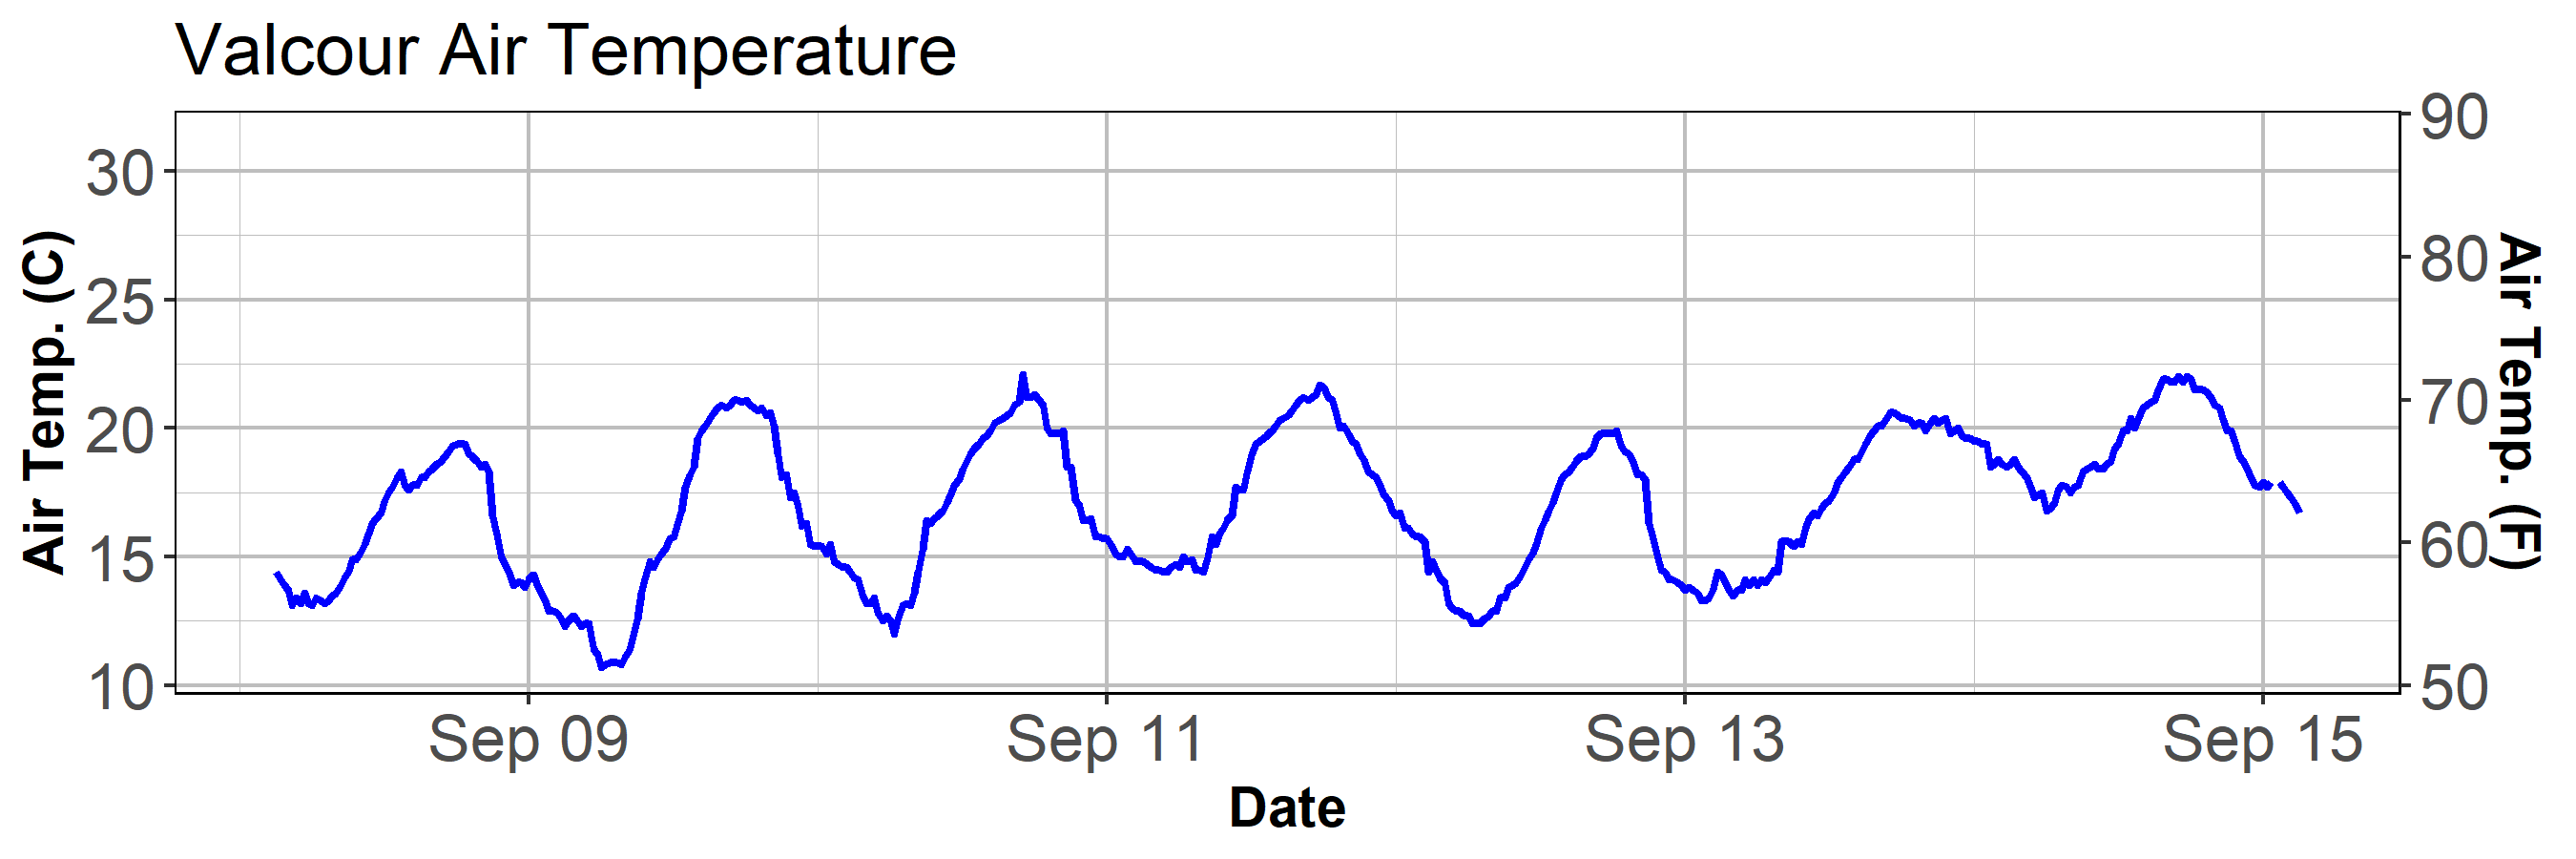 Valcour Air Temperature
Air Temp. (C)
30
25
20
15
10
90
80
70
60
50
Air Temp. (F)
Sep 09
Sep 11
Sep 13
Sep 15
Date